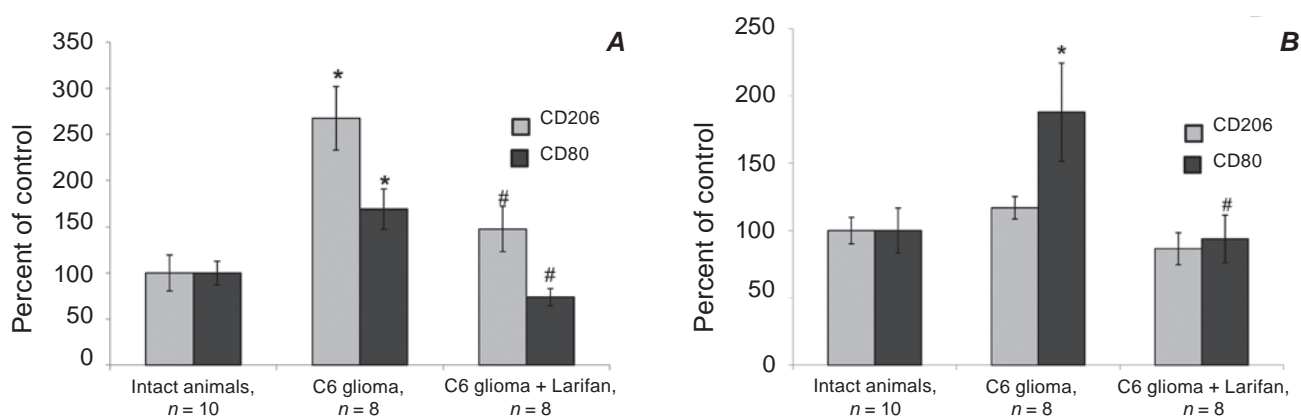 A
Percent of control
350
300
250
200
150
100
50
0
*
*
#
#
CD206
CD80
Intact animals,
n = 10
C6 glioma,
n = 8
C6 glioma + Larifan,
n = 8
B
Percent of control
250
200
150
100
50
0
*
#
CD206
CD80
Intact animals,
n = 10
C6 glioma,
n = 8
C6 glioma + Larifan,
n = 8